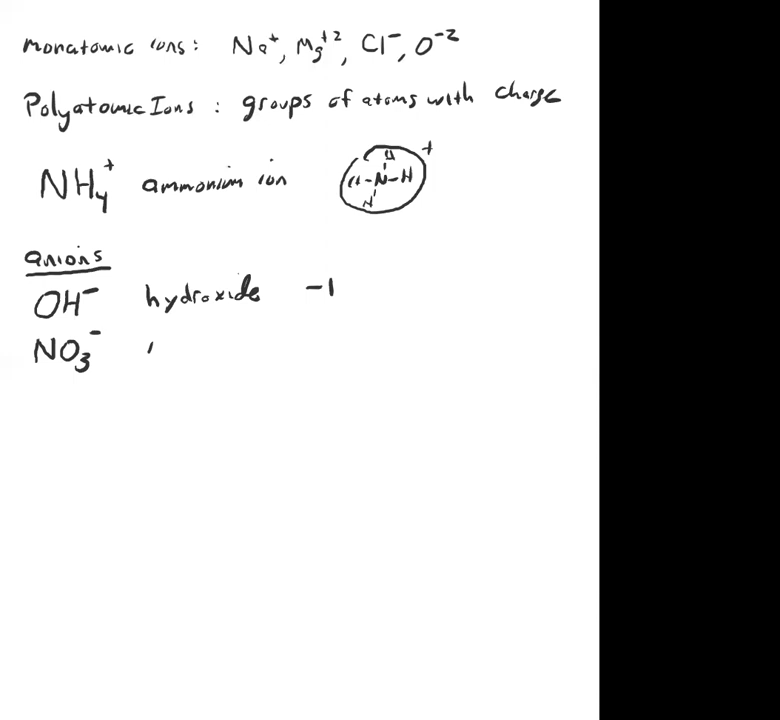 monatomic ions: Na⁺, Mg⁺², Cl⁻, O⁻²
Polyatomic Ions : groups of atoms with charge
NH₄⁺ ammonium ion
H
H-N-H +
H
anions
OH⁻ hydroxide -1
NO₃⁻